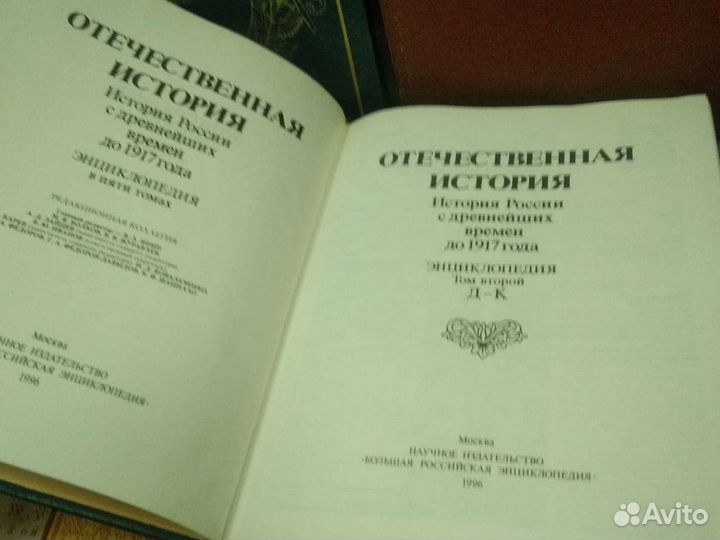 ОТЕЧЕСТВЕННАЯ
ИСТОРИЯ
История России
с древнейших
времен
до 1917 года
ЭНЦИКЛОПЕДИЯ
в пяти томах
РЕДАКЦИОННАЯ КОЛЛЕГИЯ
Москва
НАУЧНОЕ ИЗДАТЕЛЬСТВО
ССИЙСКАЯ ЭНЦИКЛОПЕДИЯ»
1996
ОТЕЧЕСТВЕННАЯ
ИСТОРИЯ
История России
с древнейших
времен
до 1917 года
ЭНЦИКЛОПЕДИЯ
Том второй
Д–К
Москва
НАУЧНОЕ ИЗДАТЕЛЬСТВО
«БОЛЬШАЯ РОССИЙСКАЯ ЭНЦИКЛОПЕДИЯ»
1996
Avito